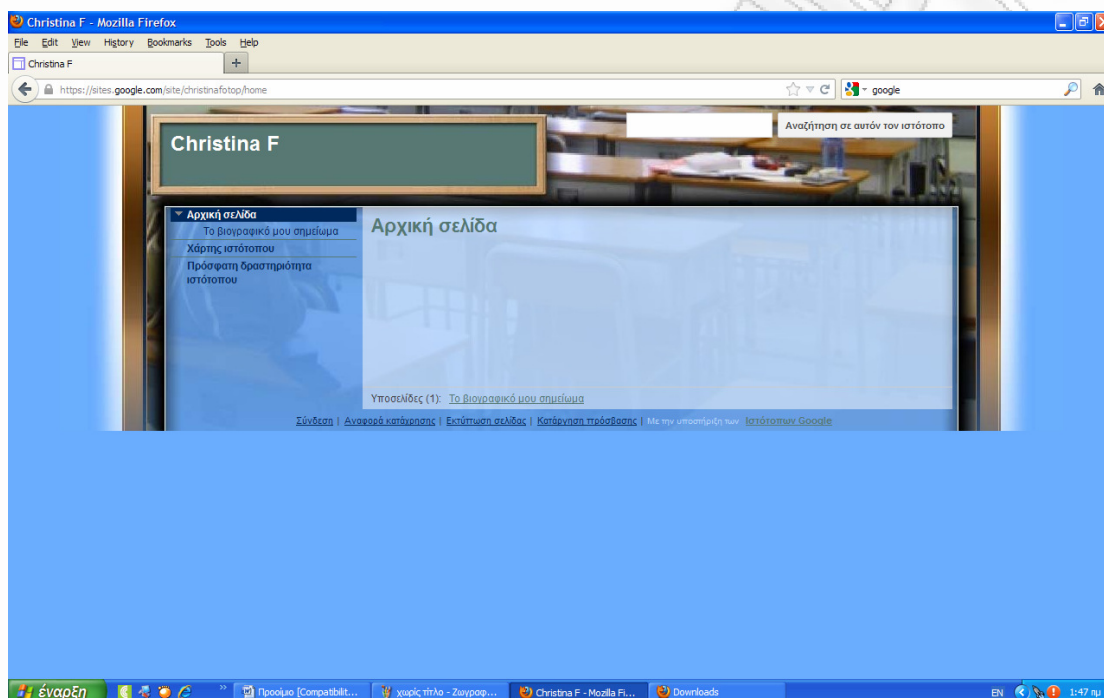 Christina F - Mozilla Firefox
File Edit View History Bookmarks Tools Help
Christina F
https://sites.google.com/site/christinafotop/home
google
Αναζήτηση σε αυτόν τον ιστότοπο
Christina F
Αρχική σελίδα
Το βιογραφικό μου σημείωμα
Χάρτης ιστότοπου
Πρόσφατη δραστηριότητα
ιστότοπου
Αρχική σελίδα
Υποσελίδες (1): Το βιογραφικό μου σημείωμα
Σύνδεση | Αναφορά κατάχρησης | Εκτύπωση σελίδας | Κατάργηση πρόσβασης | Με την υποστήριξη των Ιστότοπων Google
έναρξη
Προοίμιο [Compatibilit...
χωρίς τίτλο - Ζωγραφ...
Christina F - Mozilla Fi...
Downloads
EN
1:47 πμ